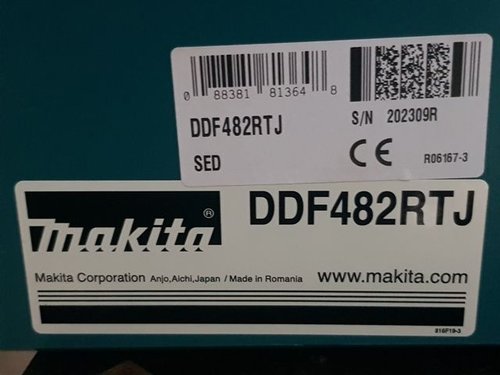 0 88381 81364 8
DDF482RTJ
S/N 202309R
SED
CE
R06167-3
makita®
DDF482RTJ
Makita Corporation Anjo,Aichi,Japan / Made in Romania
www.makita.com